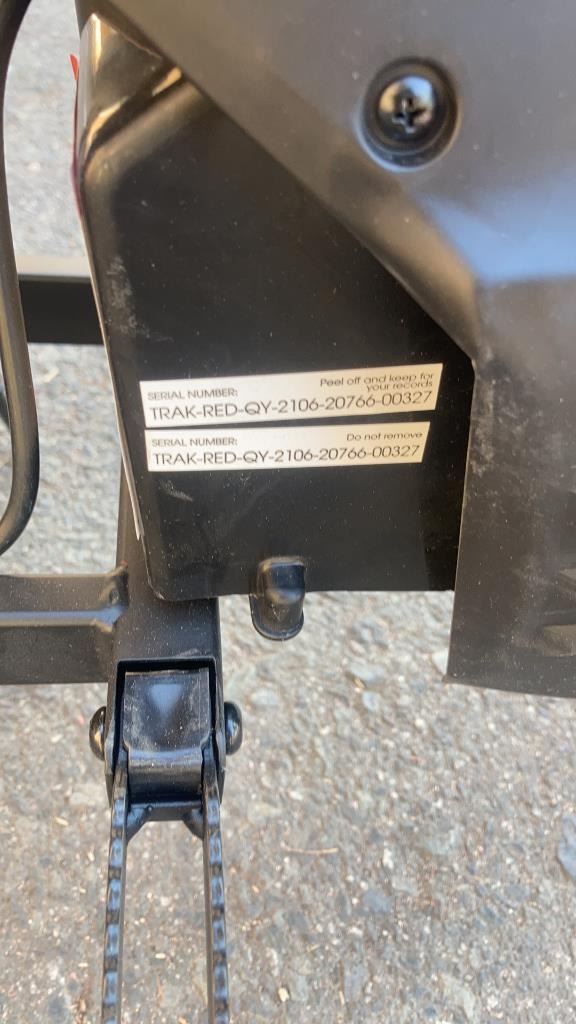 Peel off and keep for
your records
SERIAL NUMBER:
TRAK-RED-QY-2106-20766-00327
SERIAL NUMBER: Do not remove
TRAK-RED-QY-2106-20766-00327